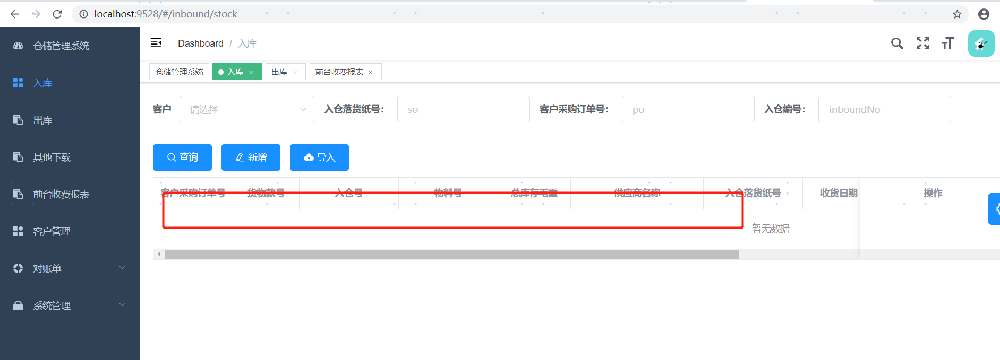 localhost:9528/#/inbound/stock
仓储管理系统
入库
出库
其他下载
前台收费报表
客户管理
对账单
系统管理
Dashboard / 入库
仓储管理系统 入库 × 出库 × 前台收费报表 ×
客户 请选择 入仓落货纸号： so 客户采购订单号： po 入仓编号： inboundNo
查询 新增 导入
客户采购订单号 货物款号 入仓号 物料号 总库存毛重 供应商名称 入仓落货纸号 收货日期 操作
暂无数据